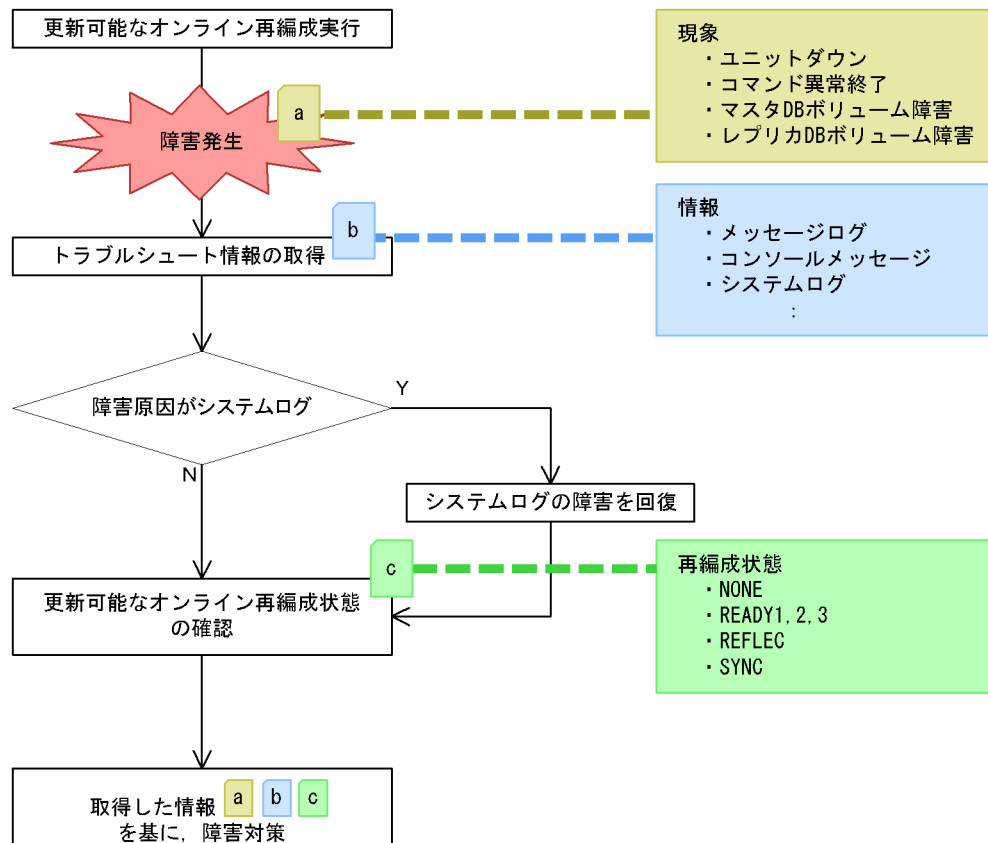 更新可能なオンライン再編成実行
障害発生
a
現象
・ユニットダウン
・コマンド異常終了
・マスタDBボリューム障害
・レプリカDBボリューム障害
b
トラブルシュート情報の取得
情報
・メッセージログ
・コンソールメッセージ
・システムログ
:
障害原因がシステムログ
Y
N
システムログの障害を回復
c
更新可能なオンライン再編成状態
の確認
再編成状態
・NONE
・READY1,2,3
・REFLEC
・SYNC
取得した情報 a b c
を基に，障害対策